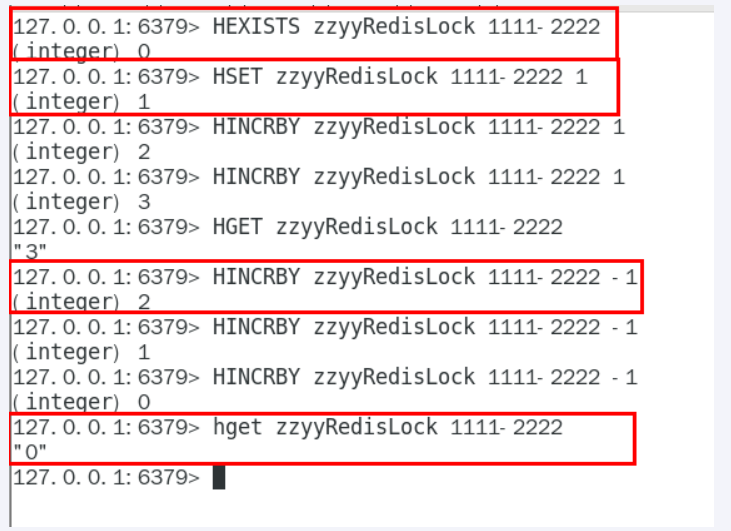 127.0.0.1:6379> HEXISTS zzyyRedisLock 1111-2222
(integer) 0
127.0.0.1:6379> HSET zzyyRedisLock 1111-2222 1
(integer) 1
127.0.0.1:6379> HINCRBY zzyyRedisLock 1111-2222 1
(integer) 2
127.0.0.1:6379> HINCRBY zzyyRedisLock 1111-2222 1
(integer) 3
127.0.0.1:6379> HGET zzyyRedisLock 1111-2222
"3"
127.0.0.1:6379> HINCRBY zzyyRedisLock 1111-2222 -1
(integer) 2
127.0.0.1:6379> HINCRBY zzyyRedisLock 1111-2222 -1
(integer) 1
127.0.0.1:6379> HINCRBY zzyyRedisLock 1111-2222 -1
(integer) 0
127.0.0.1:6379> hget zzyyRedisLock 1111-2222
"0"
127.0.0.1:6379>